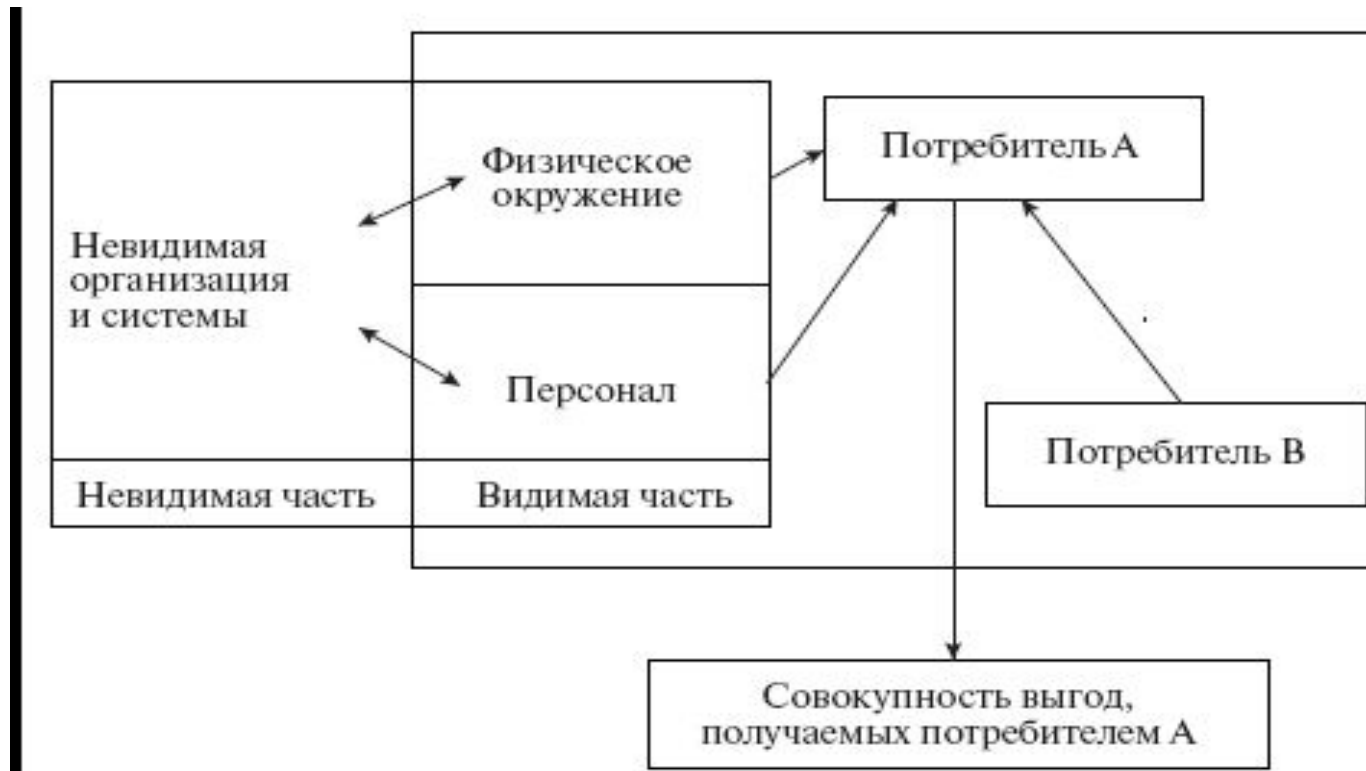 Физическое
окружение
Потребитель А
Невидимая
организация
и системы
Персонал
Потребитель В
Невидимая часть
Видимая часть
Совокупность выгод,
получаемых потребителем А